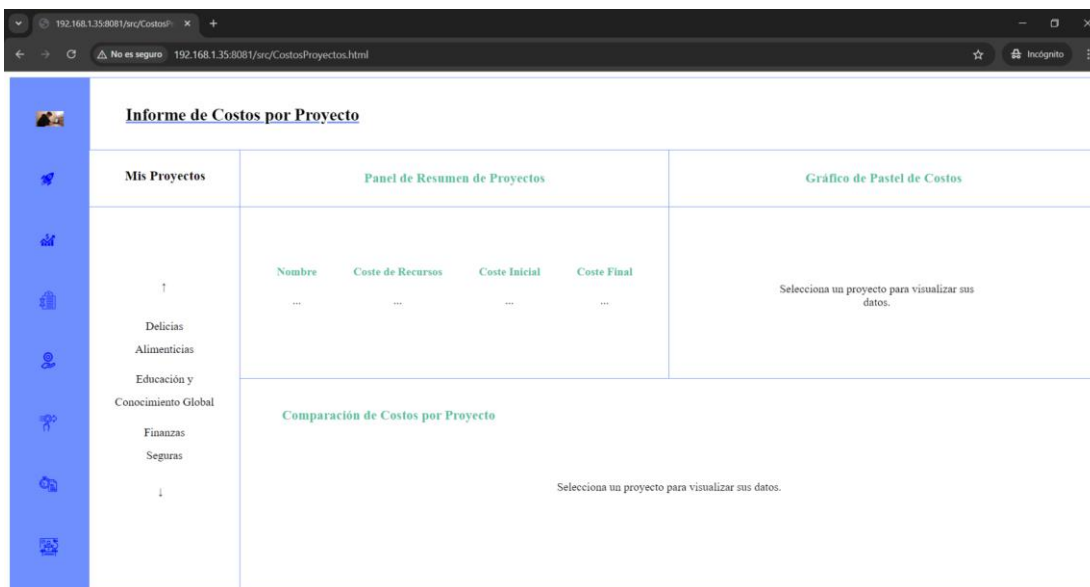 192.168.1.35:8081/src/CostosP
No es seguro 192.168.1.35:8081/src/CostosProyectos.html
Incógnito
Informe de Costos por Proyecto
Mis Proyectos
Panel de Resumen de Proyectos
Gráfico de Pastel de Costos
↑
Delicias
Alimenticias
Educación y
Conocimiento Global
Finanzas
Seguras
↓
Nombre Coste de Recursos Coste Inicial Coste Final
... ... ... ...
Selecciona un proyecto para visualizar sus
datos.
Comparación de Costos por Proyecto
Selecciona un proyecto para visualizar sus datos.